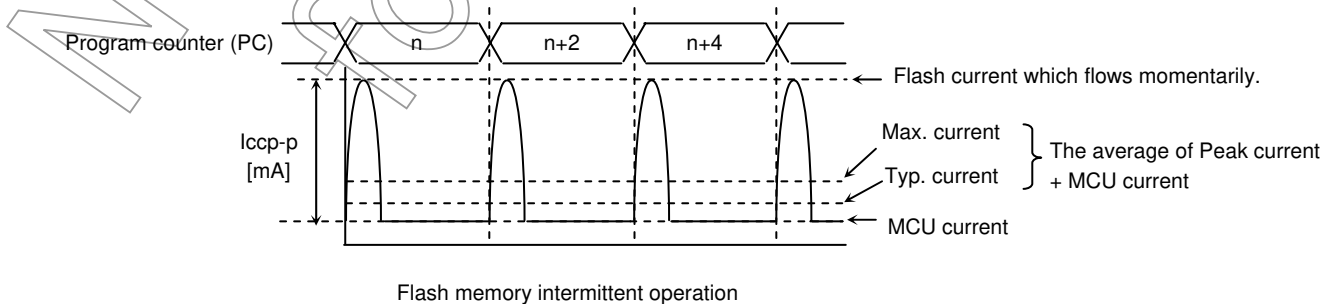 Program counter (PC)
n
n+2
n+4
Flash current which flows momentarily.
Iccp-p
[mA]
Max. current
Typ. current
The average of Peak current
+ MCU current
MCU current
Flash memory intermittent operation